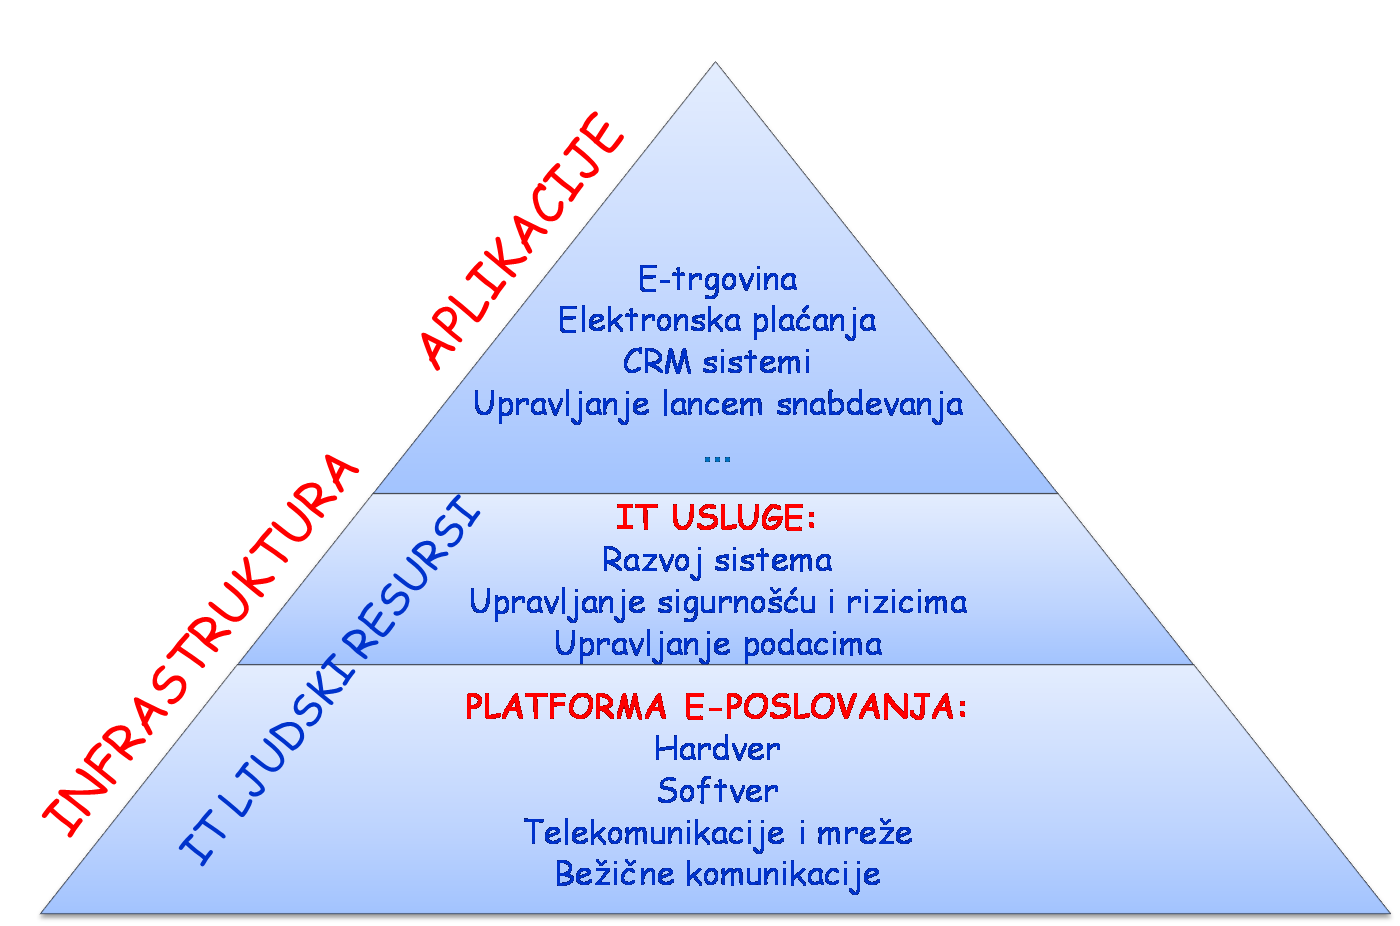 APLIKACIJE
E-trgovina
Elektronska plaćanja
CRM sistemi
Upravljanje lancem snabdevanja
...
INFRASTRUKTURA
IT LJUDSKI RESURSI
IT USLUGE:
Razvoj sistema
Upravljanje sigurnošću i rizicima
Upravljanje podacima
PLATFORMA E-POSLOVANJA:
Hardver
Softver
Telekomunikacije i mreže
Bežične komunikacije